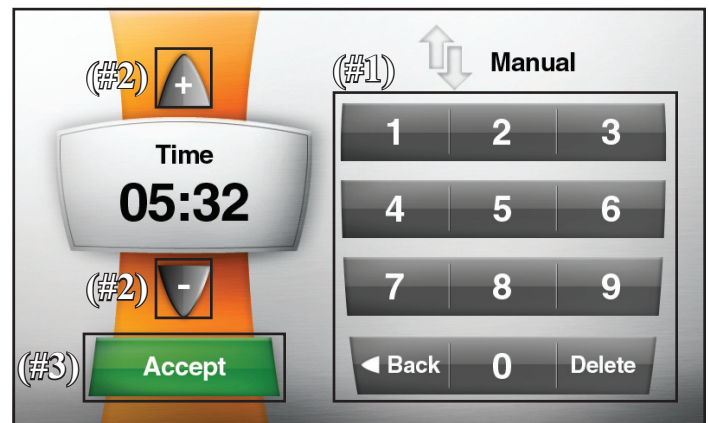 (#2)
+
Time
05:32
(#2)
-
(#3)
Accept
(#1)
Manual
1 2 3
4 5 6
7 8 9
Back 0 Delete